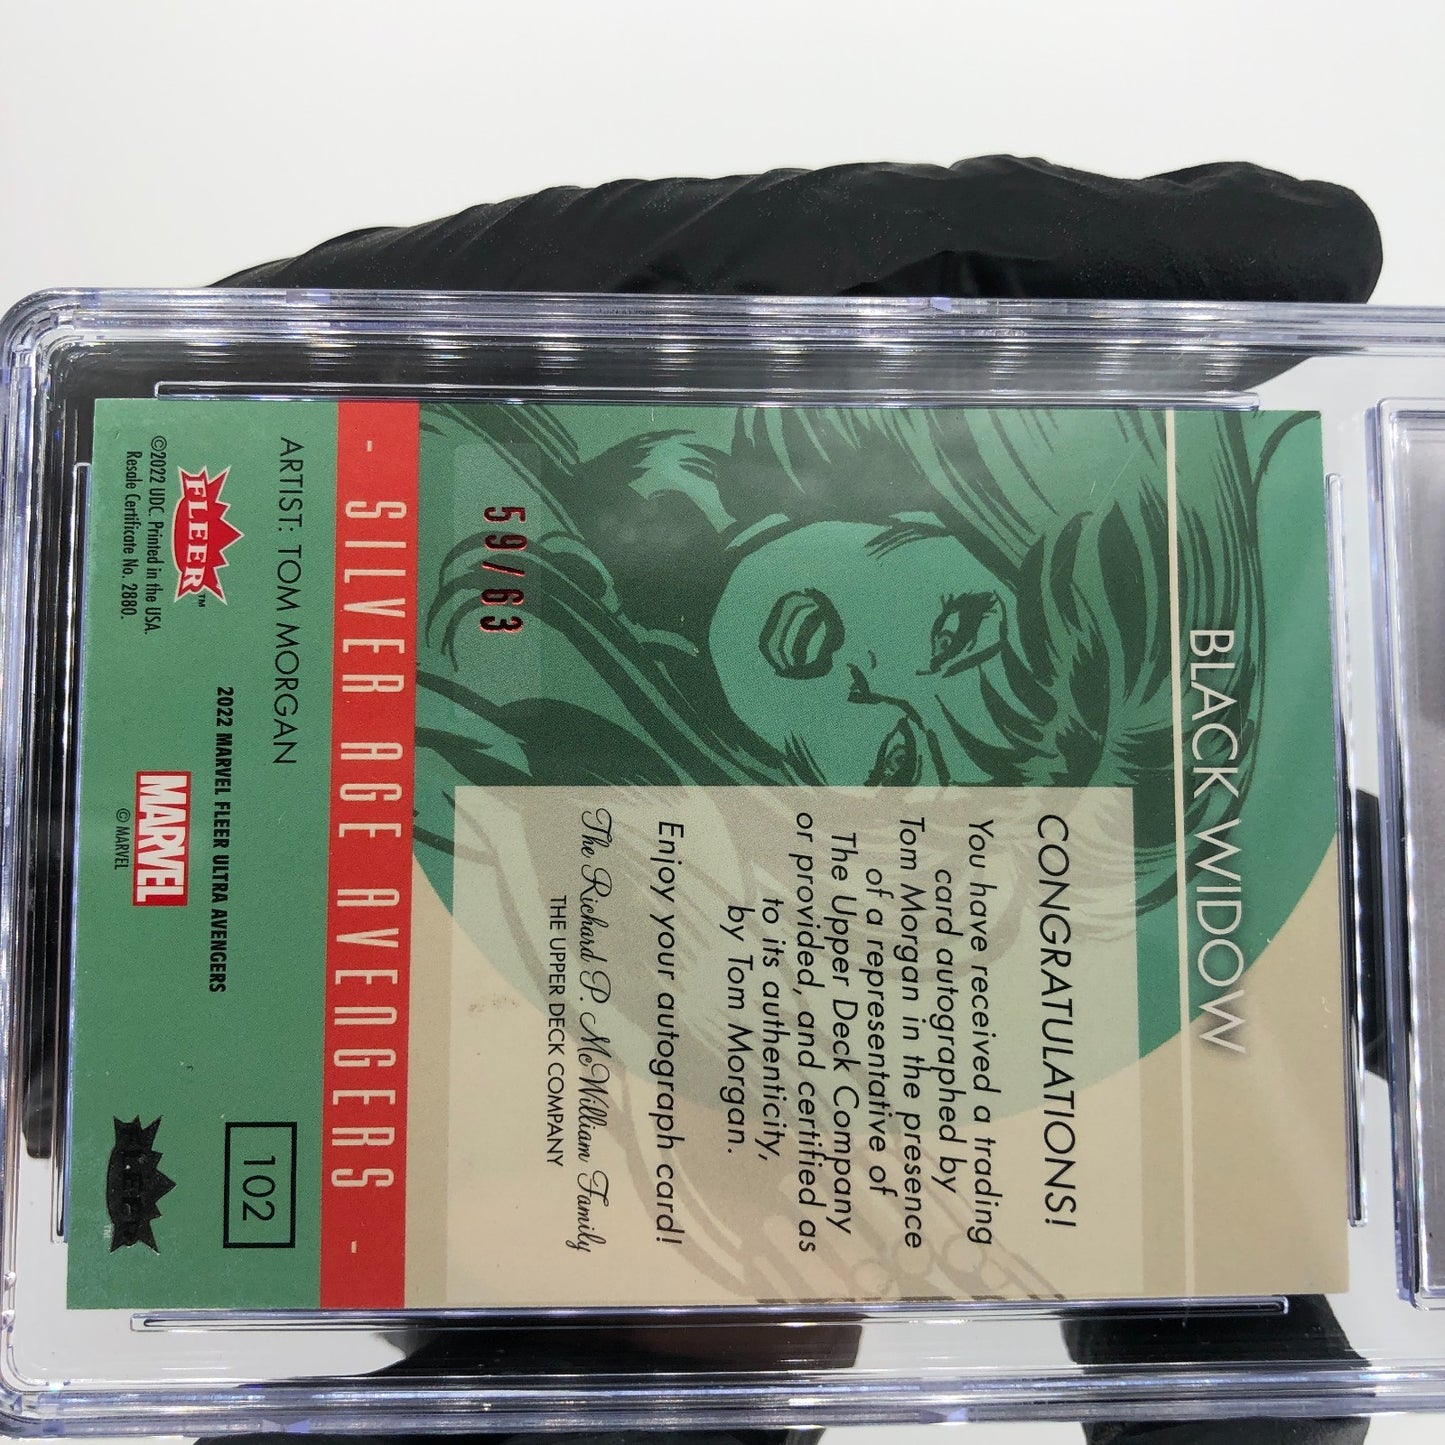 BLACK WIDOW
CONGRATULATIONS!
You have received a trading
card autographed by
Tom Morgan in the presence
of a representative of
The Upper Deck Company
or provided, and certified as
to its authenticity,
by Tom Morgan.
Enjoy your autograph card!
The Richard P. McWilliam Family
THE UPPER DECK COMPANY
59/63
- SILVER AGE AVENGERS -
ARTIST: TOM MORGAN
102
2022 MARVEL FLEER ULTRA AVENGERS
FLEER™
MARVEL
© MARVEL
©2022 UDC. Printed in the USA.
Resale Certificate No. 2880.
FLEER